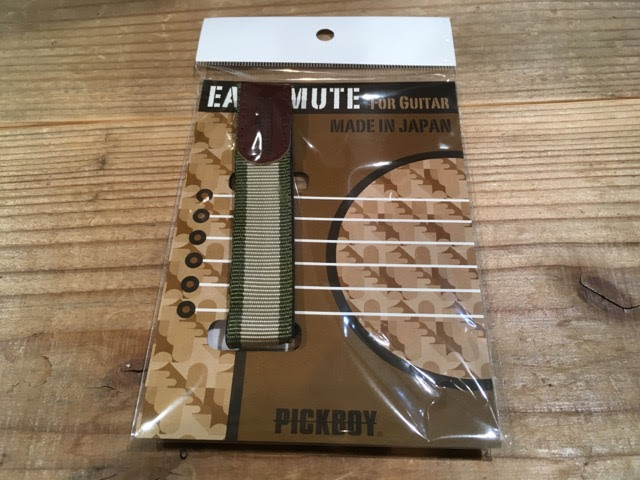 EA MUTE FOR GUITAR
MADE IN JAPAN
PICKBOY